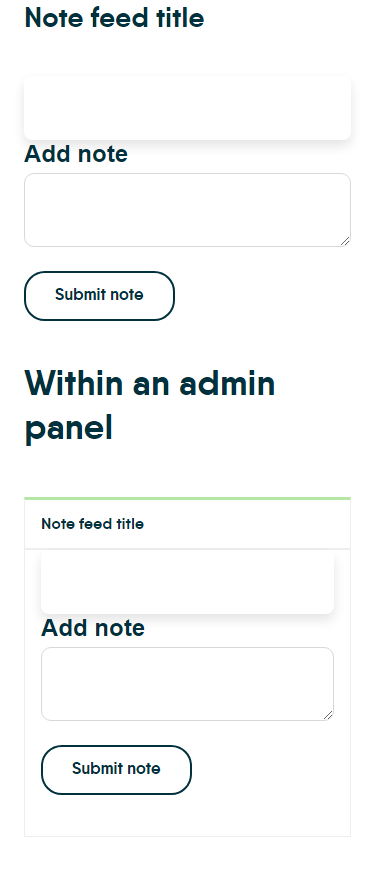 Note feed title
Add note
Submit note
Within an admin
panel
Note feed title
Add note
Submit note